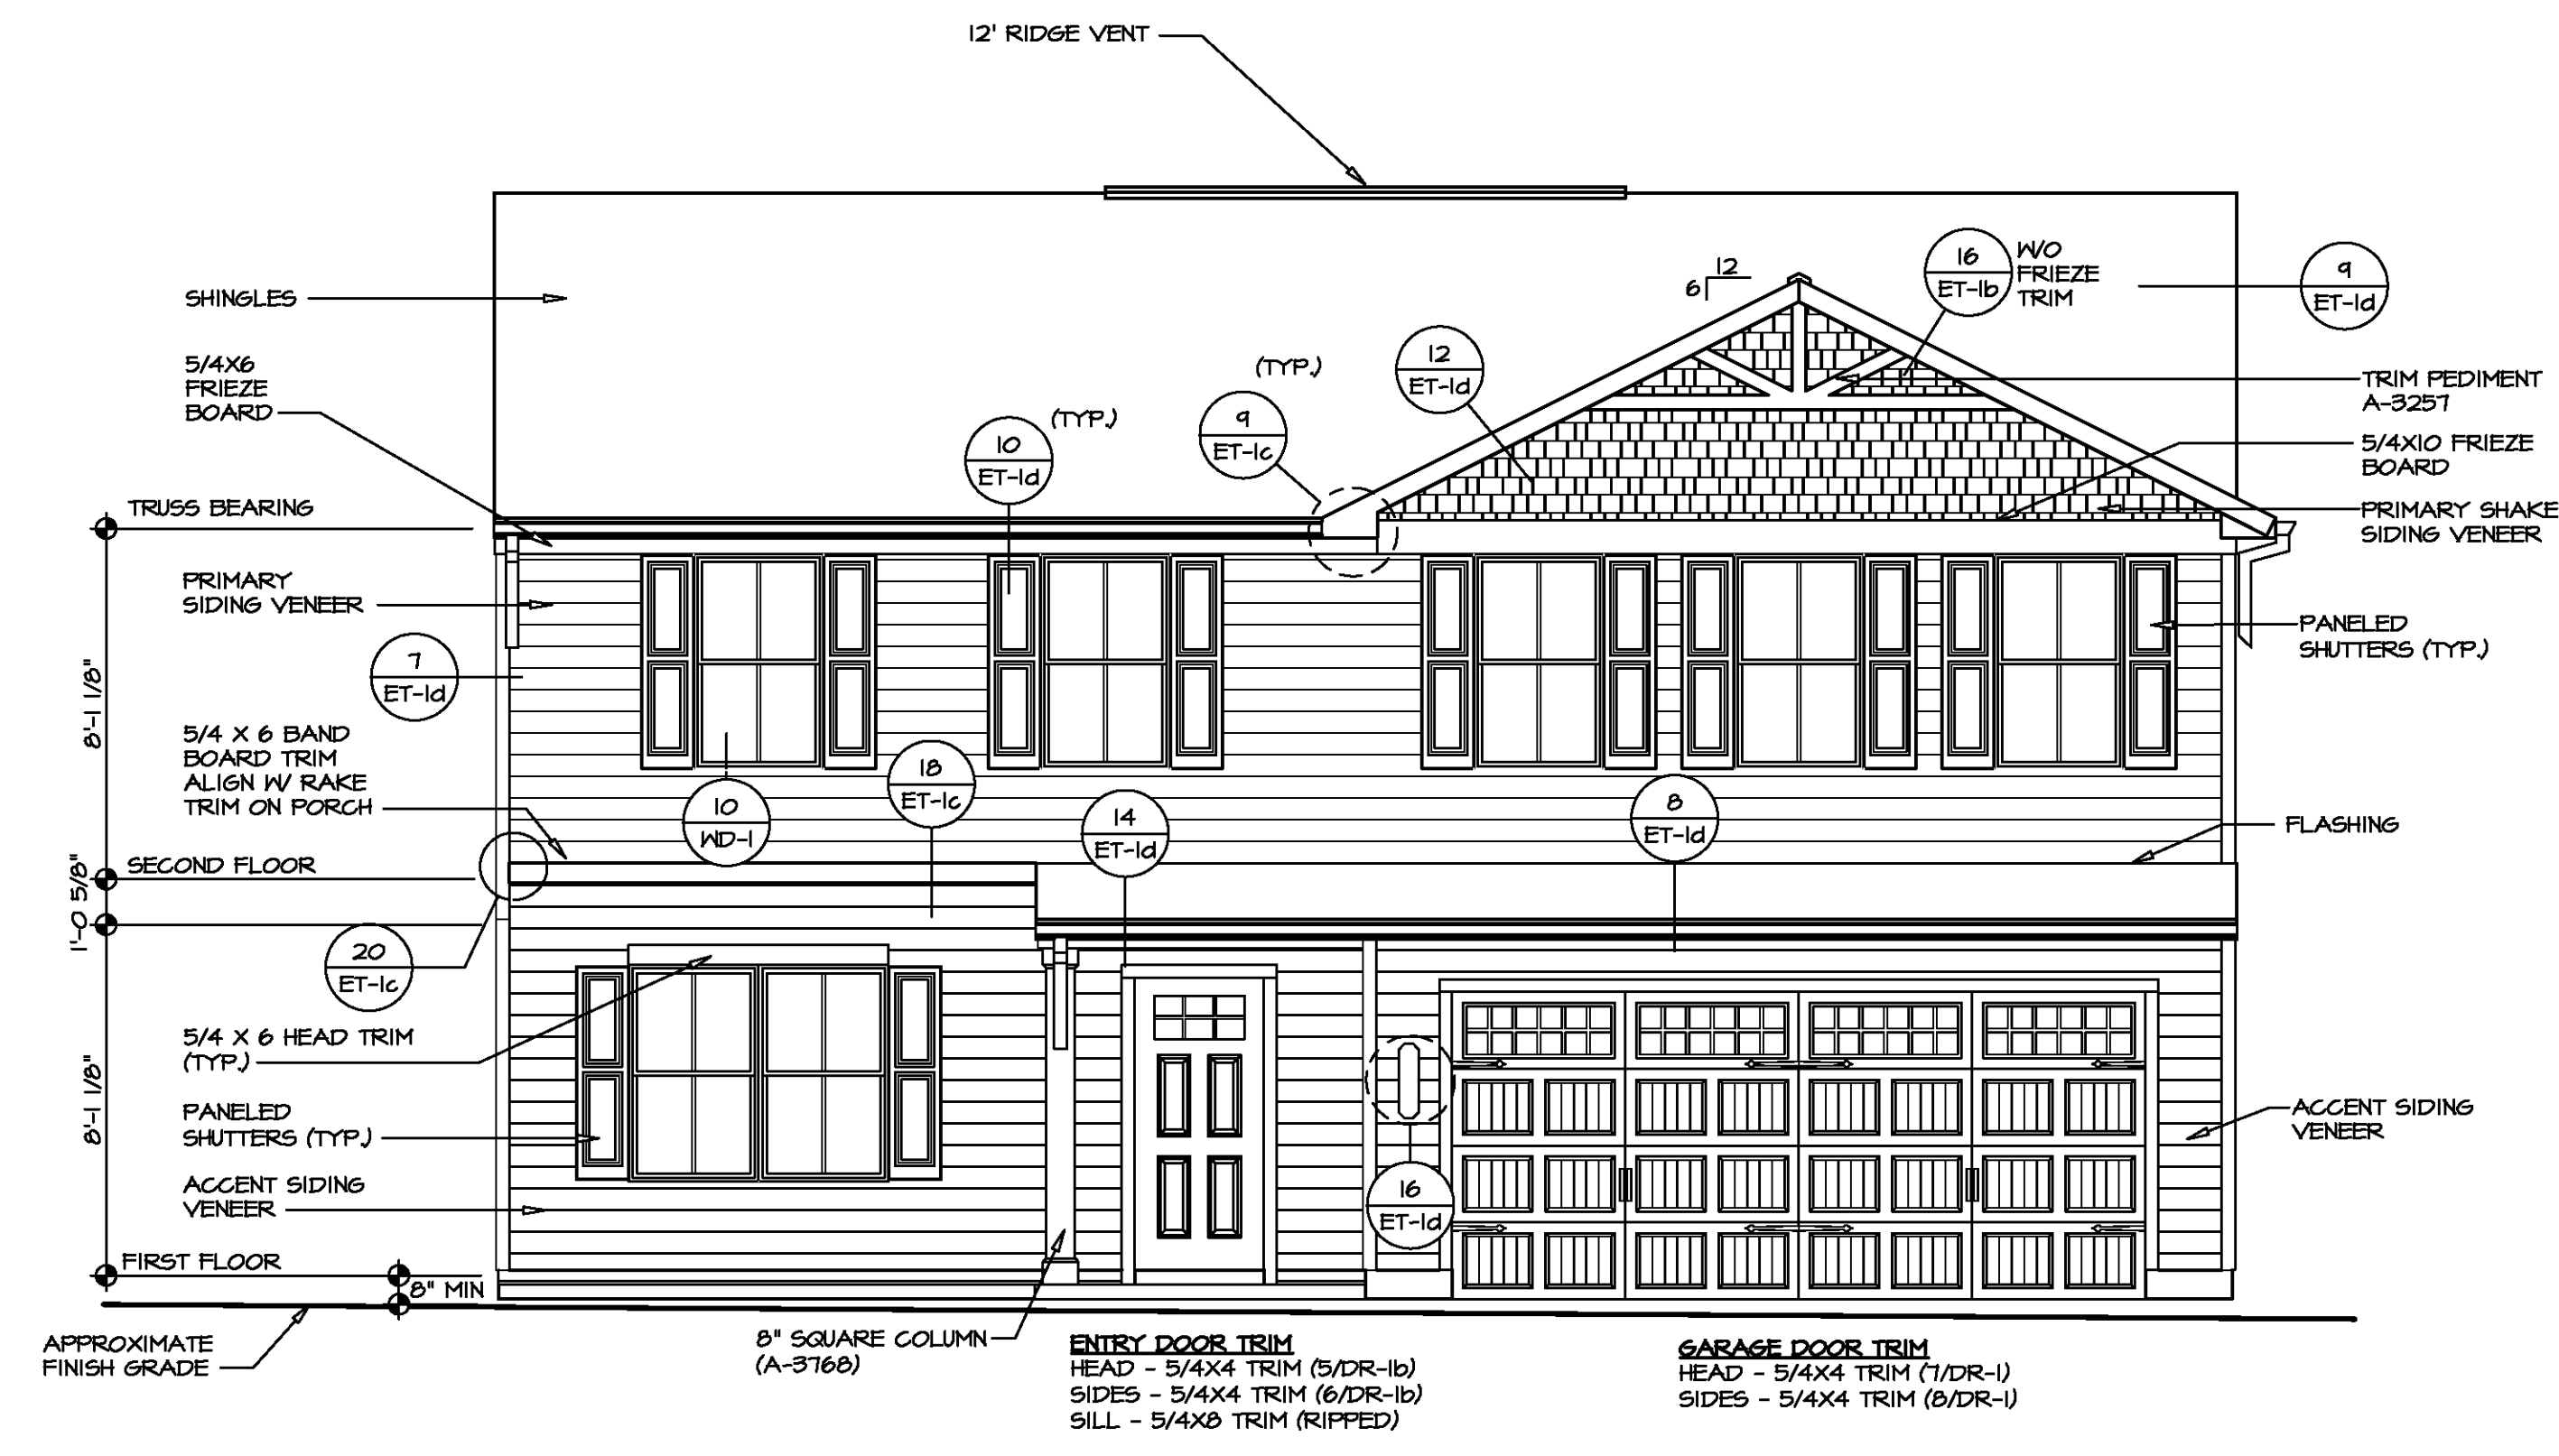 12' RIDGE VENT
SHINGLES
5/4X6
FRIEZE
BOARD
TRUSS BEARING
PRIMARY
SIDING VENEER
7
ET-1d
8'-1 1/8"
5/4 X 6 BAND
BOARD TRIM
ALIGN W/ RAKE
TRIM ON PORCH
SECOND FLOOR
1'-0 5/8"
20
ET-1c
5/4 X 6 HEAD TRIM
(TYP.)
8'-1 1/8"
PANELED
SHUTTERS (TYP.)
ACCENT SIDING
VENEER
FIRST FLOOR
8" MIN
APPROXIMATE
FINISH GRADE
(TYP.)
10
ET-1d
(TYP.)
9
ET-1c
12
ET-1d
12
6
16
ET-1b
W/O
FRIEZE
TRIM
9
ET-1d
TRIM PEDIMENT
A-3257
5/4X10 FRIEZE
BOARD
PRIMARY SHAKE
SIDING VENEER
PANELED
SHUTTERS (TYP.)
10
WD-1
18
ET-1c
14
ET-1d
8
ET-1d
FLASHING
16
ET-1d
ACCENT SIDING
VENEER
8" SQUARE COLUMN
(A-3768)
ENTRY DOOR TRIM
HEAD - 5/4X4 TRIM (5/DR-1b)
SIDES - 5/4X4 TRIM (6/DR-1b)
SILL - 5/4X8 TRIM (RIPPED)
GARAGE DOOR TRIM
HEAD - 5/4X4 TRIM (7/DR-1)
SIDES - 5/4X4 TRIM (8/DR-1)